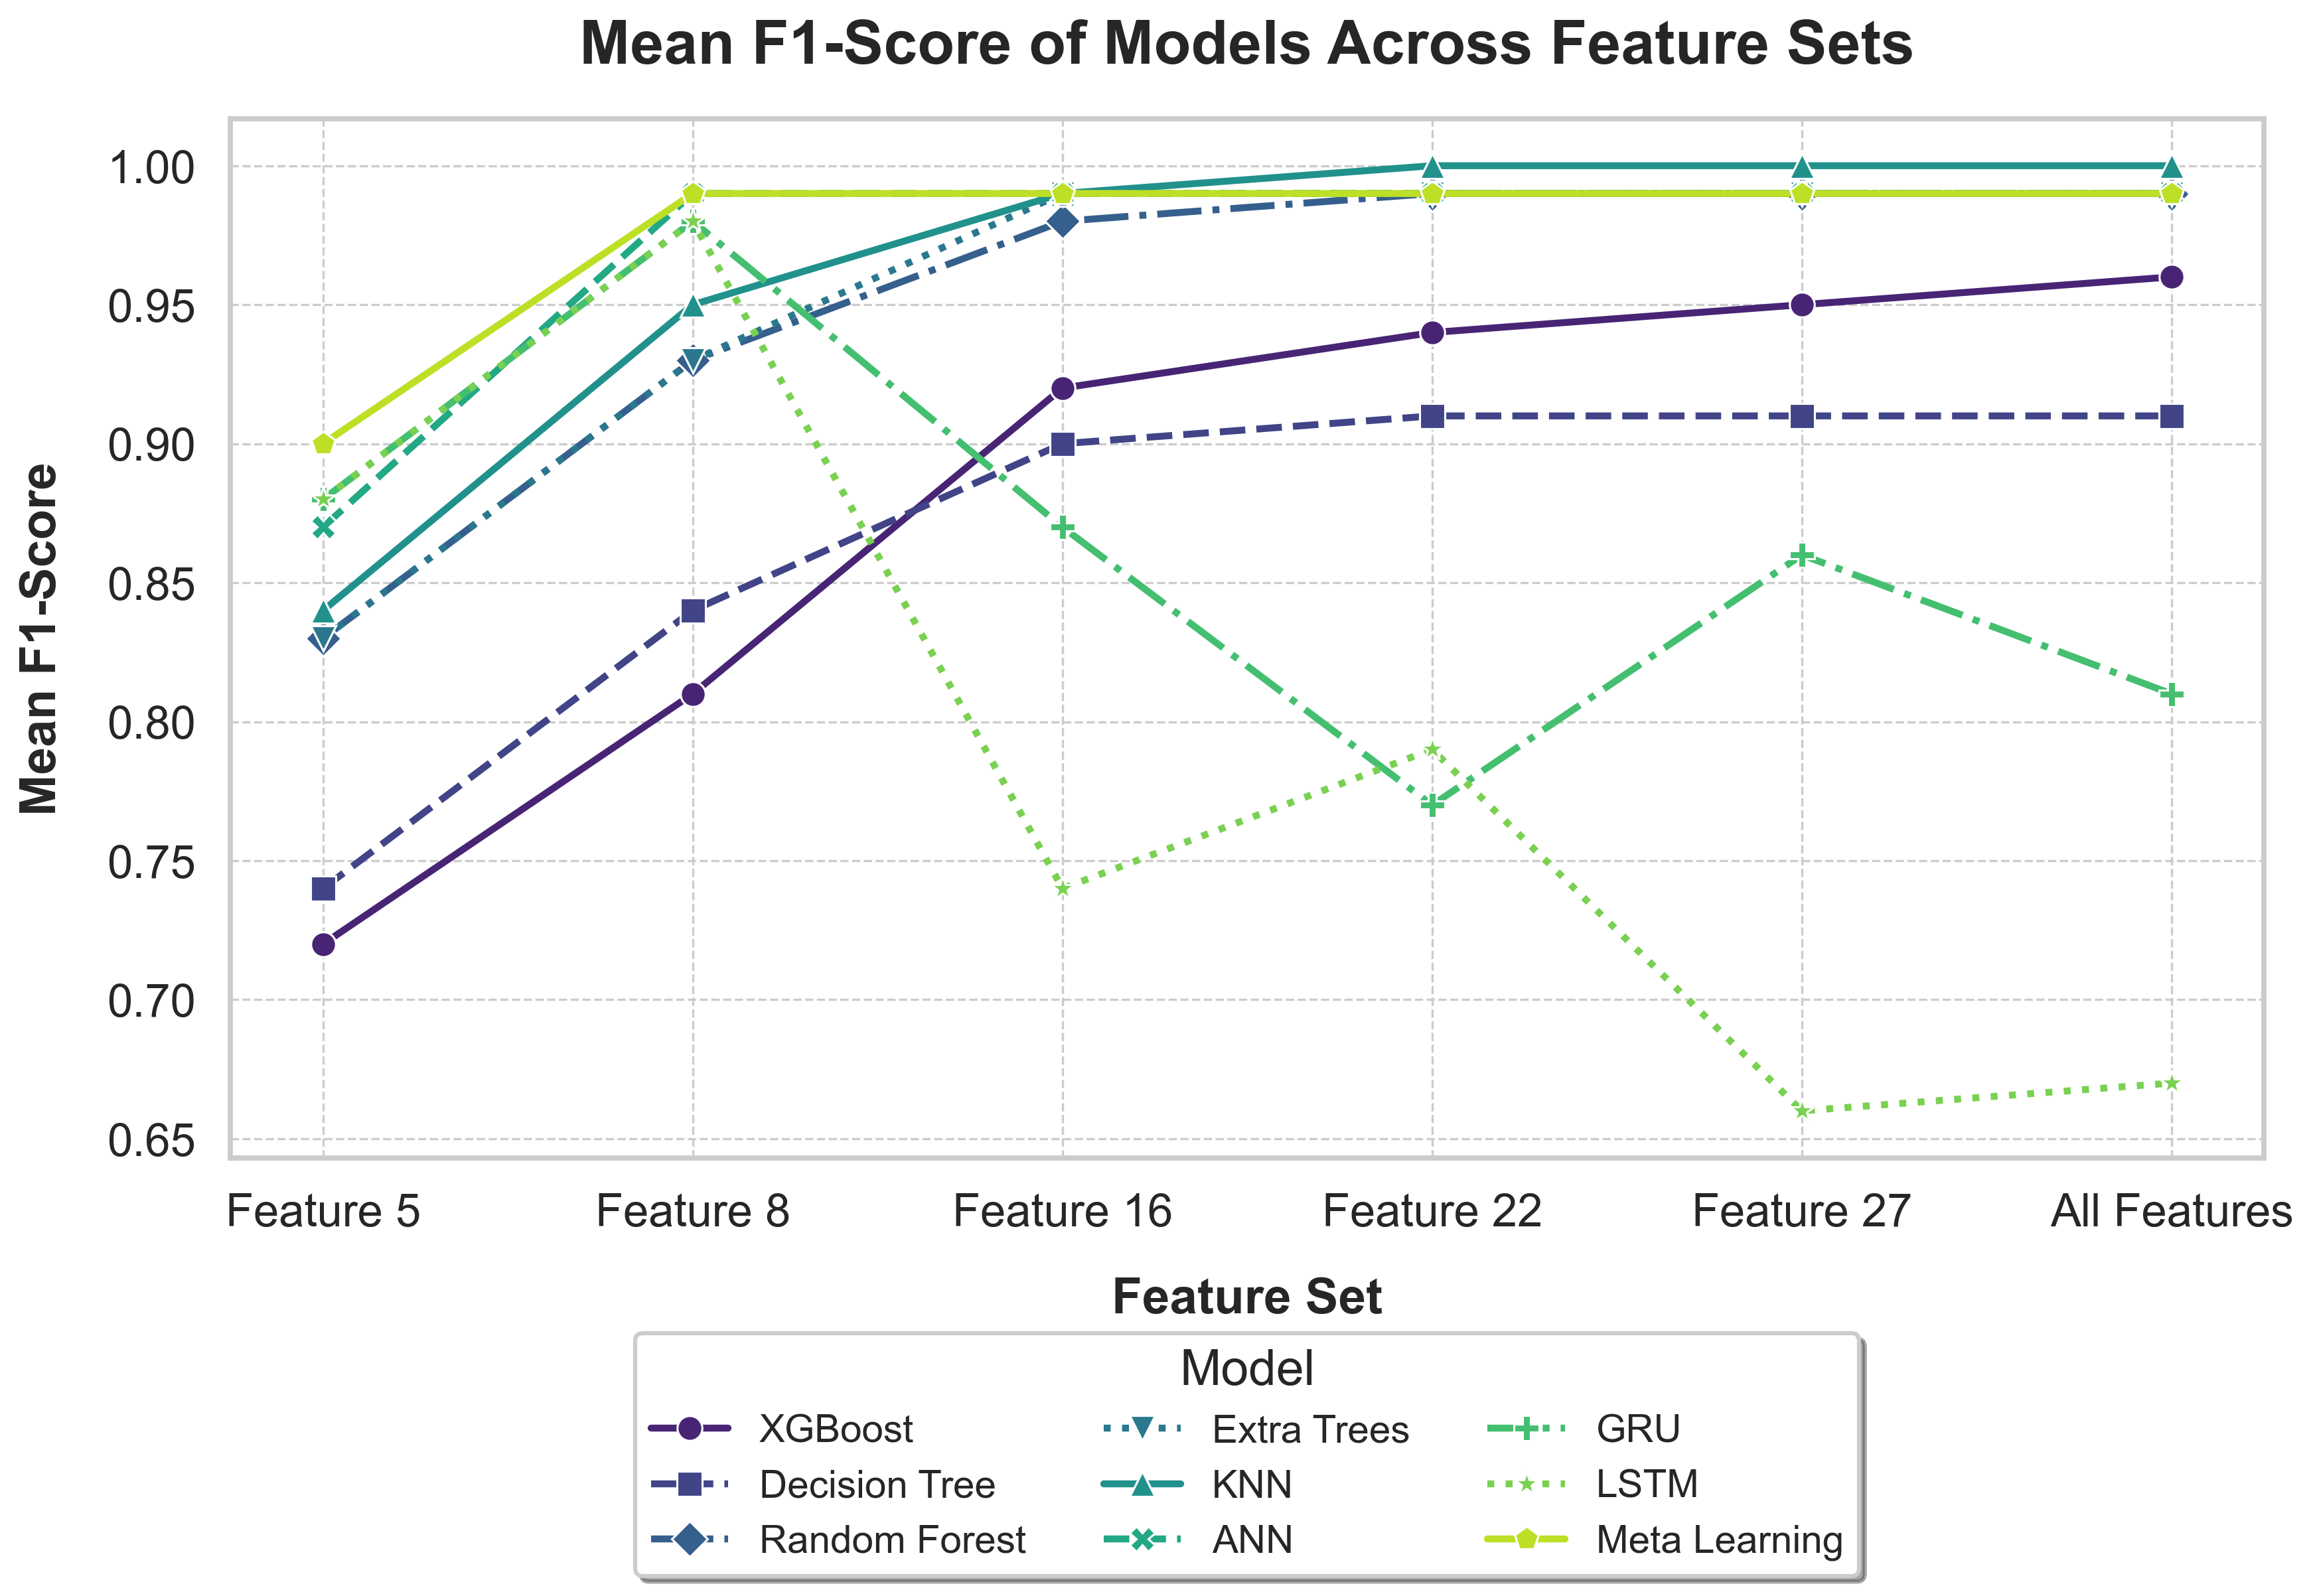 Mean F1-Score of Models Across Feature Sets
Mean F1-Score
1.00
0.95
0.90
0.85
0.80
0.75
0.70
0.65
Feature 5 Feature 8 Feature 16 Feature 22 Feature 27 All Features
Feature Set
Model
XGBoost Extra Trees GRU
Decision Tree KNN LSTM
Random Forest ANN Meta Learning